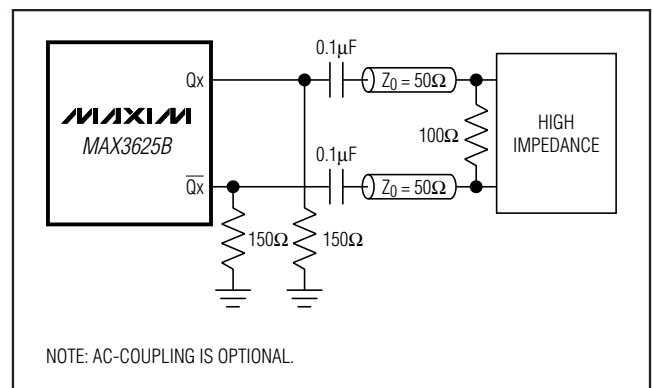 0.1µF
Qx
Z0 = 50Ω
MAXIM
MAX3625B
100Ω
HIGH
IMPEDANCE
0.1µF
Q̅x̅
Z0 = 50Ω
150Ω
150Ω
NOTE: AC-COUPLING IS OPTIONAL.